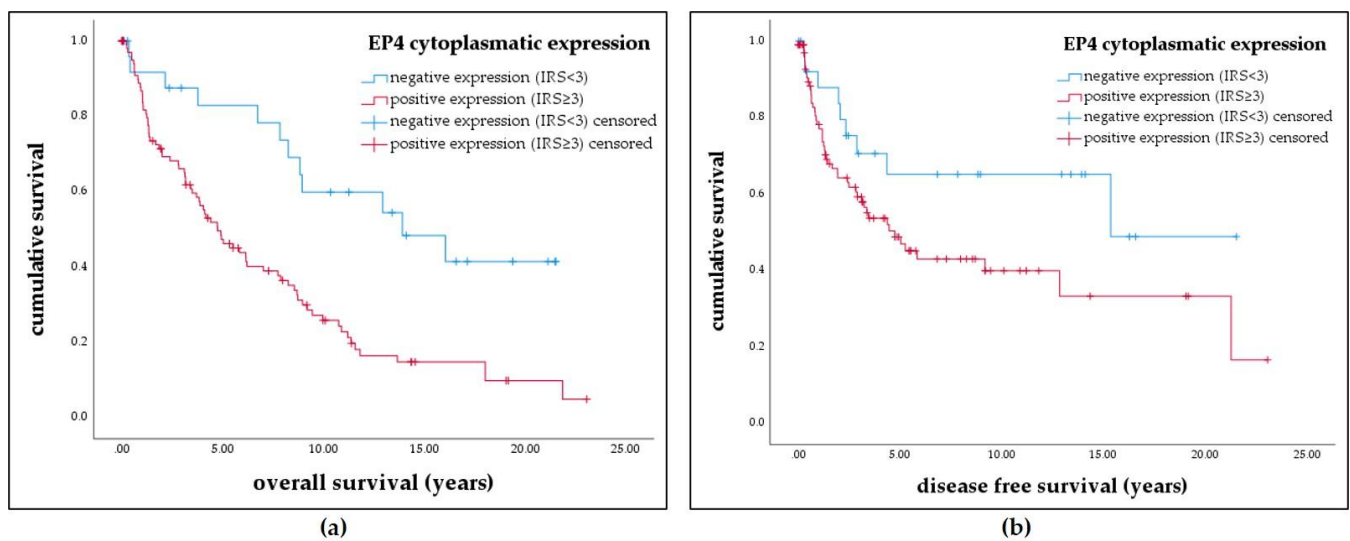 EP4 cytoplasmatic expression
negative expression (IRS<3)
positive expression (IRS≥3)
negative expression (IRS<3) censored
positive expression (IRS≥3) censored
cumulative survival
1.0
0.8
0.6
0.4
0.2
0.0
.00 5.00 10.00 15.00 20.00 25.00
overall survival (years)
(a)
EP4 cytoplasmatic expression
negative expression (IRS<3)
positive expression (IRS≥3)
negative expression (IRS<3) censored
positive expression (IRS≥3) censored
cumulative survival
1.0
0.8
0.6
0.4
0.2
0.0
.00 5.00 10.00 15.00 20.00 25.00
disease free survival (years)
(b)